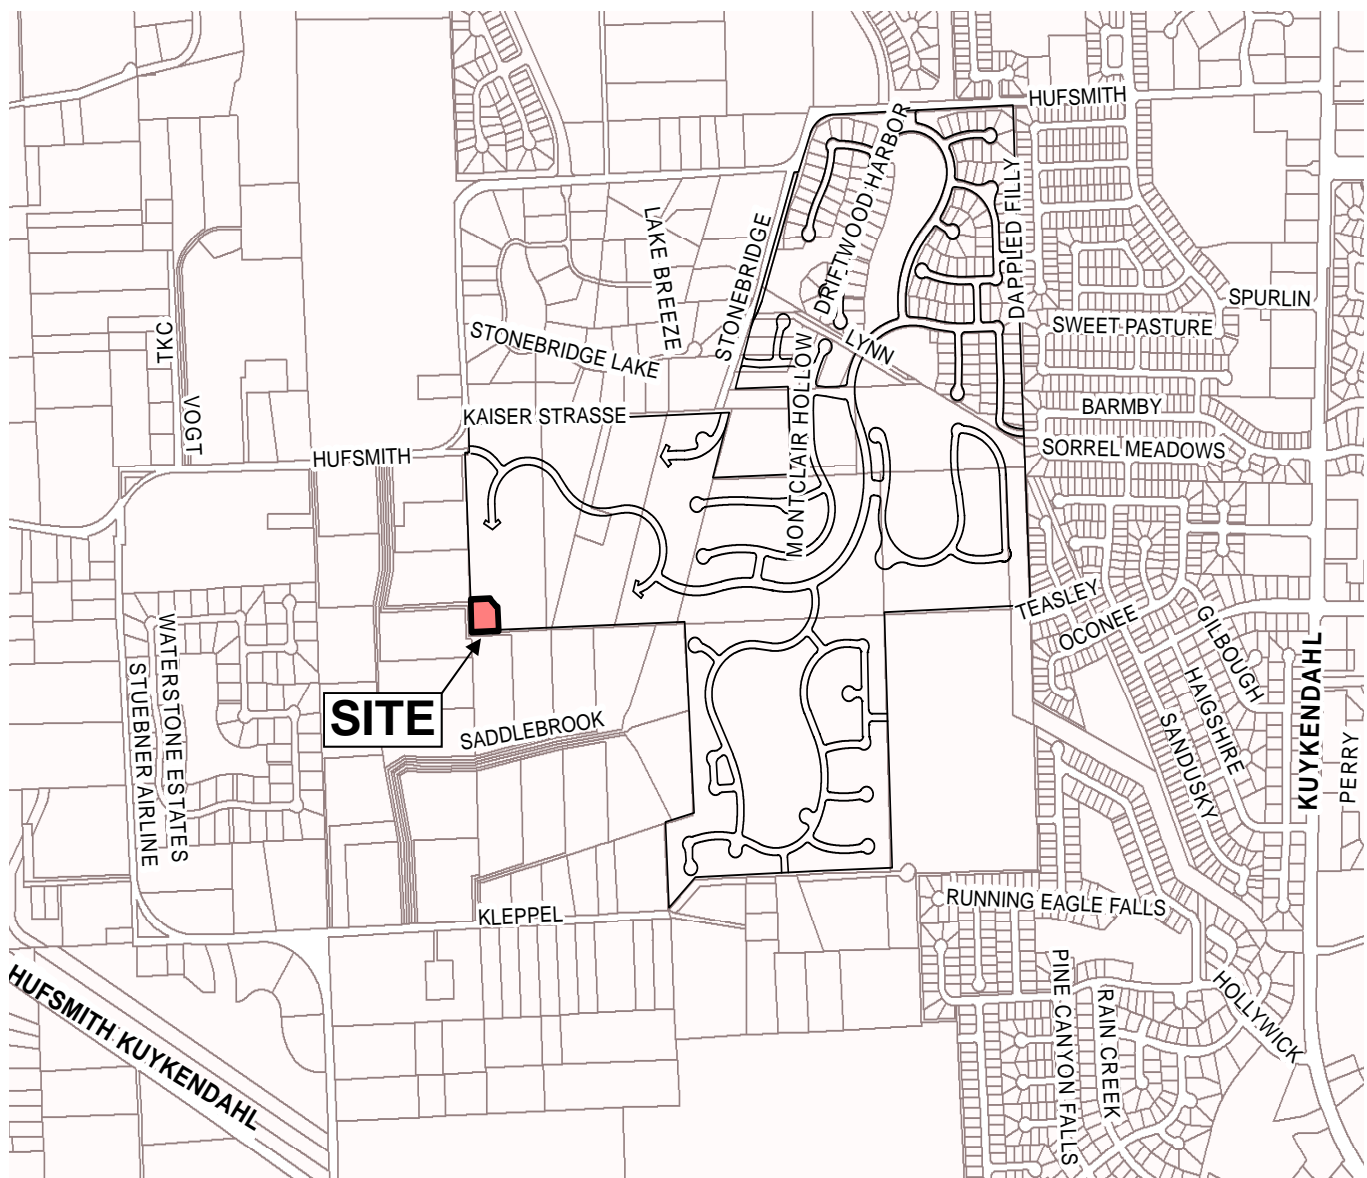 HUFSMITH
DRIFTWOOD HARBOR
DAPPLED FILLY
LAKE BREEZE
STONEBRIDGE
SPURLIN
SWEET PASTURE
TKC
STONEBRIDGE LAKE
LYNN
MONTCLAIR HOLLOW
VOGT
KAISER STRASSE
BARMBY
SORREL MEADOWS
HUFSMITH
TEASLEY
OCONEE
GILBOUGH
WATERSTONE ESTATES
STUEBNER AIRLINE
HAIGSHIRE
KUYKENDAHL
SANDUSKY
PERRY
SITE
SADDLEBROOK
RUNNING EAGLE FALLS
KLEPPEL
HUFSMITH KUYKENDAHL
PINE CANYON FALLS
RAIN CREEK
HOLLYWICK